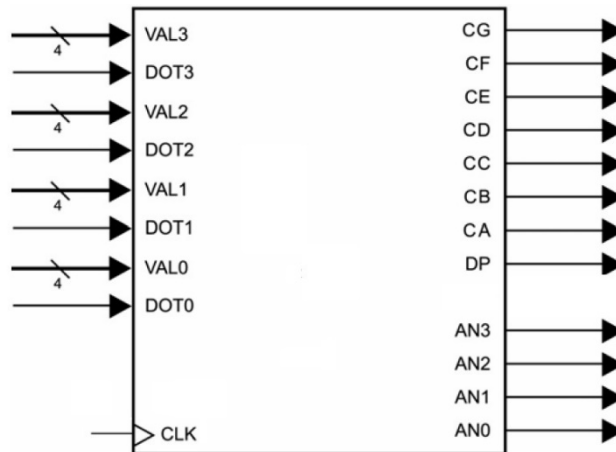 VAL3
4
DOT3
VAL2
4
DOT2
VAL1
4
DOT1
VAL0
4
DOT0
CLK
CG
CF
CE
CD
CC
CB
CA
DP
AN3
AN2
AN1
AN0